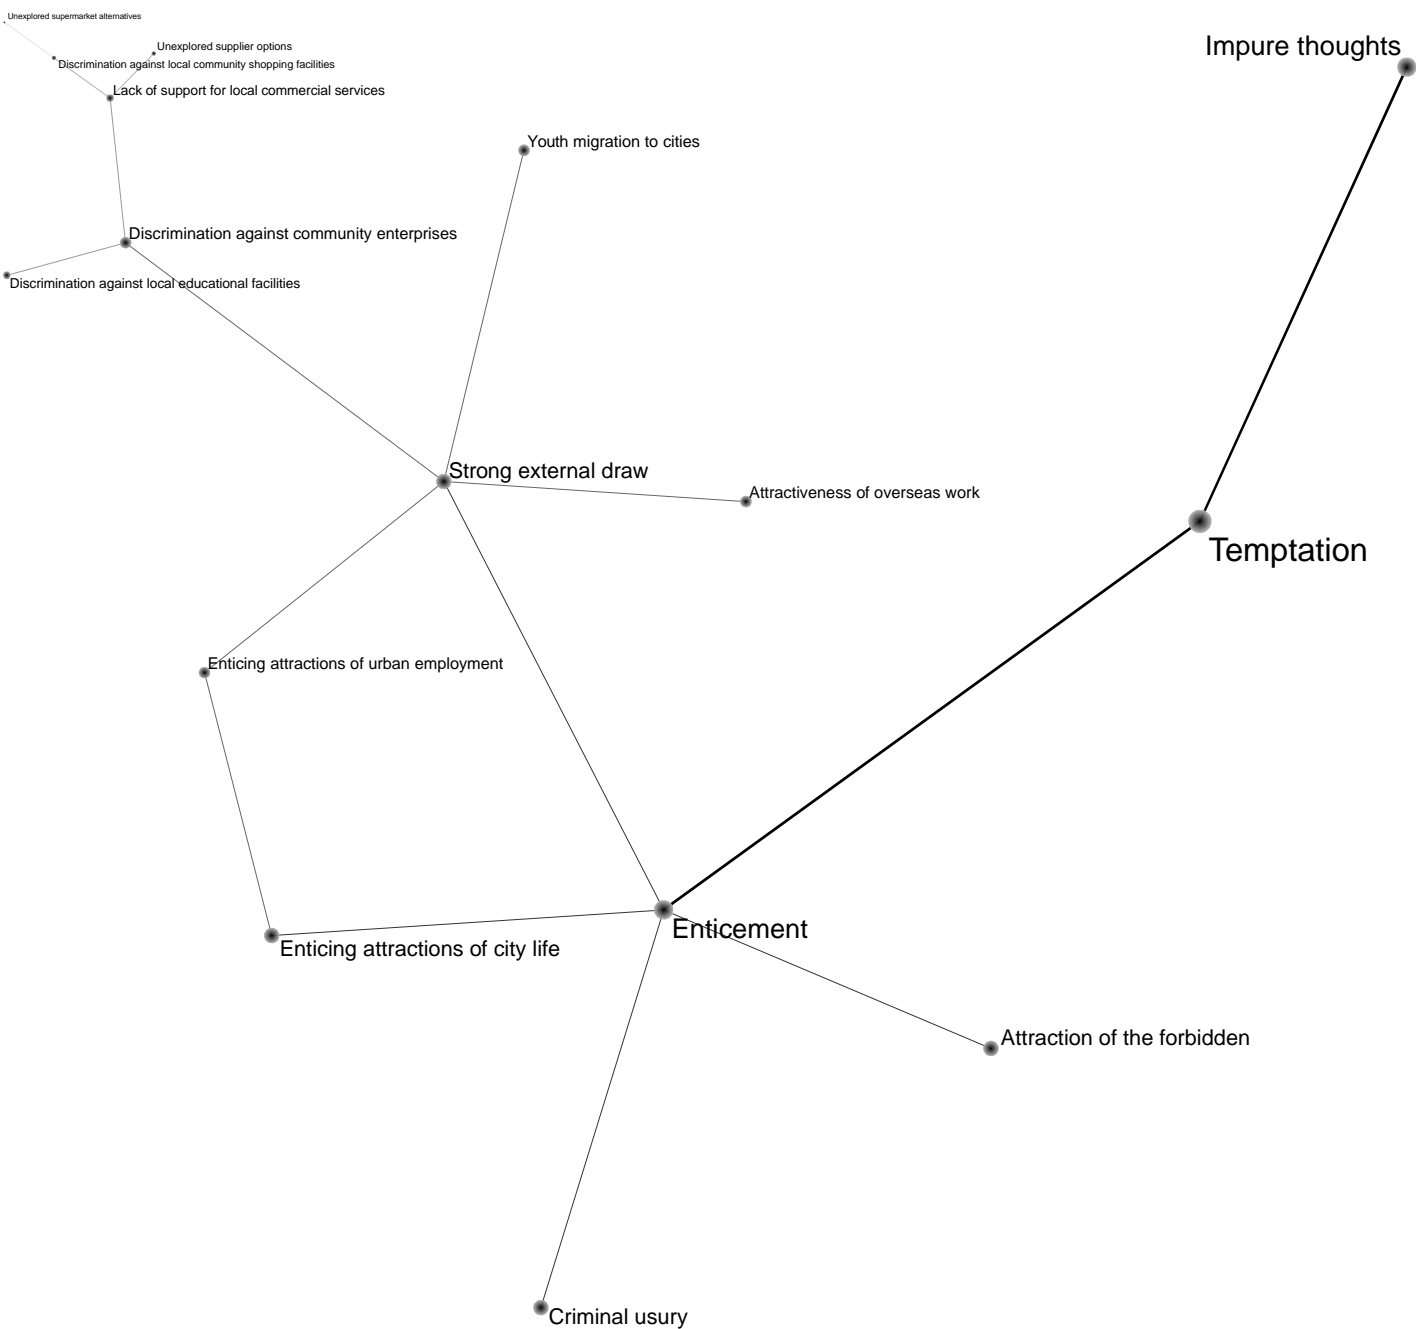 Unexplored supermarket alternatives
Impure thoughts
Unexplored supplier options
Discrimination against local community shopping facilities
Lack of support for local commercial services
Youth migration to cities
Discrimination against community enterprises
Discrimination against local educational facilities
Strong external draw
Attractiveness of overseas work
Temptation
Enticing attractions of urban employment
Enticement
Enticing attractions of city life
Attraction of the forbidden
Criminal usury